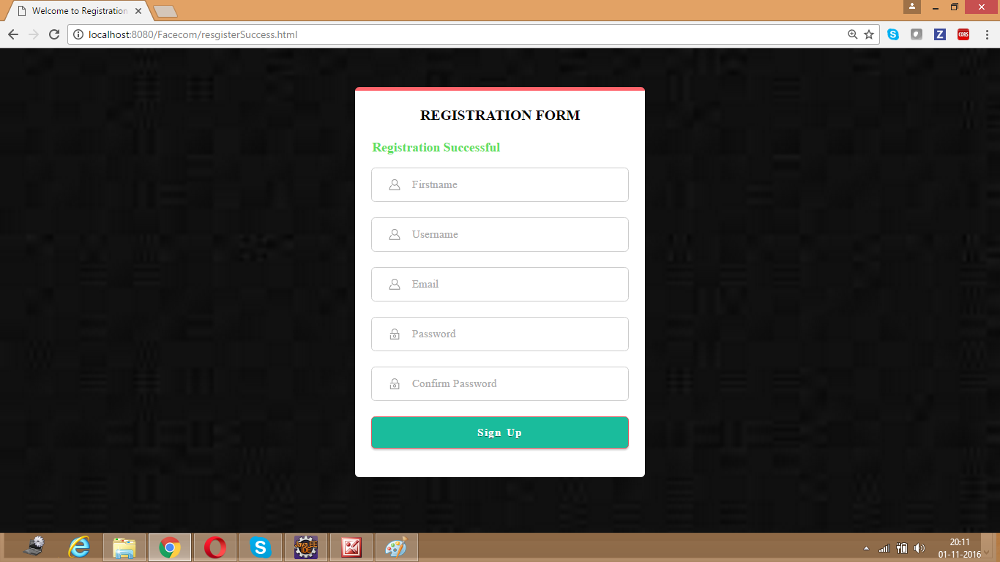 Welcome to Registration
localhost:8080/Facecom/resgisterSuccess.html
Z
CORS
REGISTRATION FORM
Registration Successful
Firstname
Username
Email
Password
Confirm Password
Sign Up
Java EE
IDE
20:11
01-11-2016